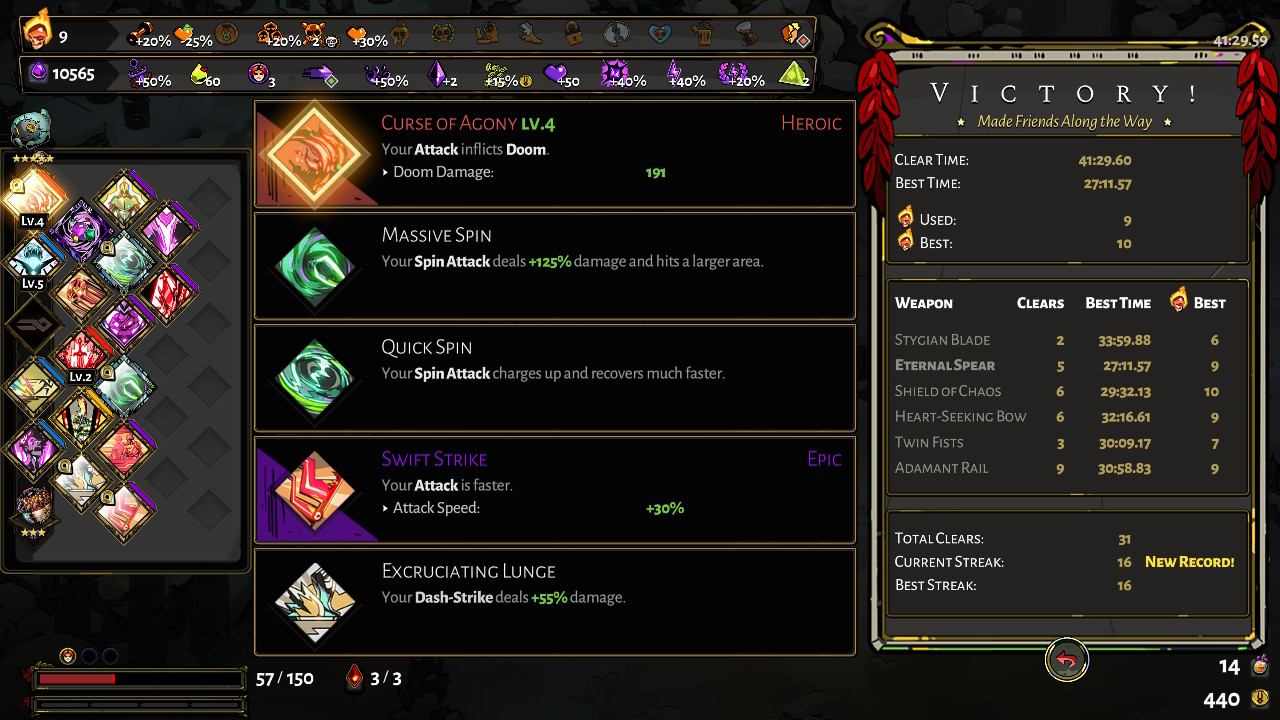 9
+20%
25%
+20%
2
+30%
10565
+50%
60
3
+50%
+2
+15%
+50
+40%
+40%
+20%
2
41:29.59
Lv.4
Lv.5
Lv.2
Curse of Agony Lv.4
Heroic
Your Attack inflicts Doom.
Doom Damage: 191
Massive Spin
Your Spin Attack deals +125% damage and hits a larger area.
Quick Spin
Your Spin Attack charges up and recovers much faster.
Swift Strike
Epic
Your Attack is faster.
Attack Speed: +30%
Excruciating Lunge
Your Dash-Strike deals +55% damage.
57 / 150
3 / 3
Victory!
Made Friends Along the Way
Clear Time: 41:29.60
Best Time: 27:11.57
Used: 9
Best: 10
Weapon Clears Best Time Best
Stygian Blade 2 33:59.88 6
Eternal Spear 5 27:11.57 9
Shield of Chaos 6 29:32.13 10
Heart-Seeking Bow 6 32:16.61 9
Twin Fists 3 30:09.17 7
Adamant Rail 9 30:58.83 9
Total Clears: 31
Current Streak: 16 New Record!
Best Streak: 16
14
440